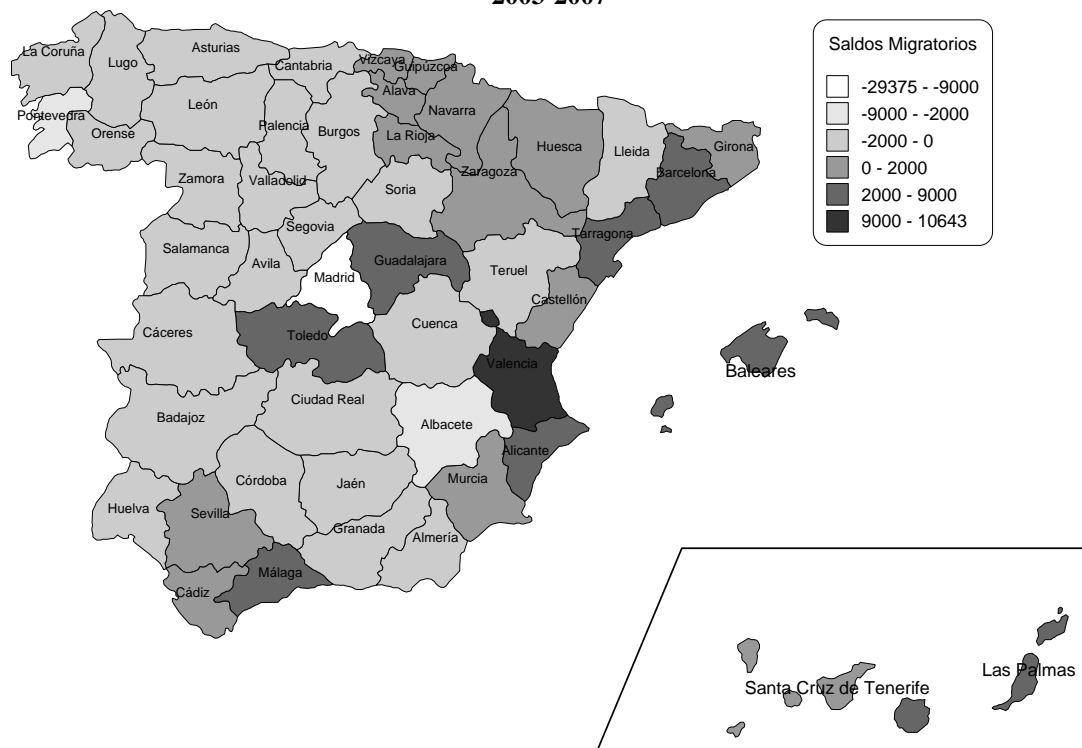 2005-2007
Saldos Migratorios
-29375 - -9000
-9000 - -2000
-2000 - 0
0 - 2000
2000 - 9000
9000 - 10643
La Coruña
Lugo
Asturias
Cantabria
Vizcaya
Guipúzcoa
Alava
Navarra
Pontevedra
Orense
León
Palencia
Burgos
La Rioja
Huesca
Lleida
Girona
Barcelona
Zamora
Valladolid
Soria
Zaragoza
Tarragona
Segovia
Salamanca
Avila
Madrid
Guadalajara
Teruel
Castellón
Cáceres
Toledo
Cuenca
Valencia
Baleares
Badajoz
Ciudad Real
Albacete
Alicante
Huelva
Sevilla
Córdoba
Jaén
Murcia
Granada
Almería
Cádiz
Málaga
Las Palmas
Santa Cruz de Tenerife